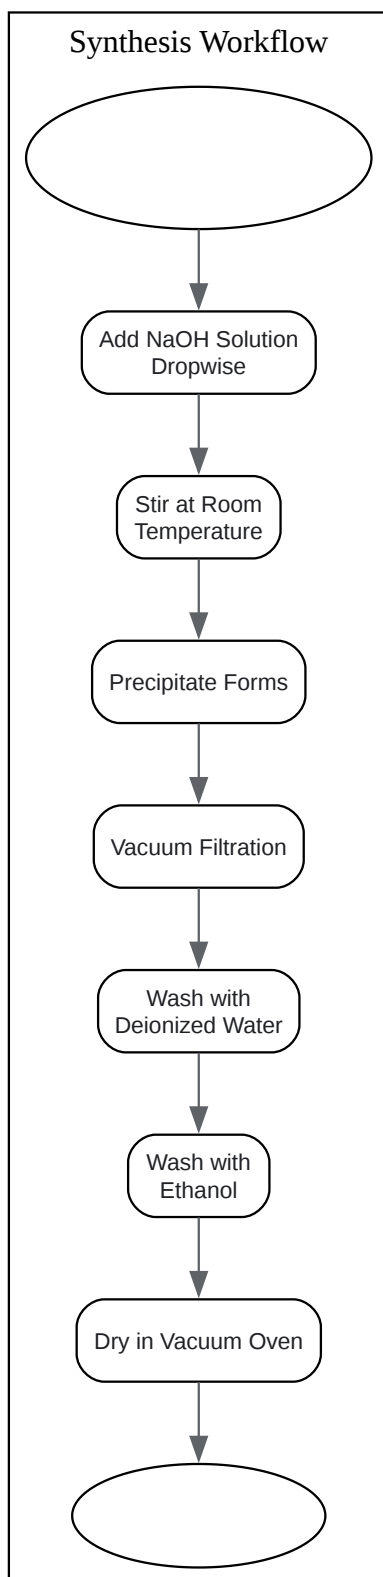 Synthesis Workflow
Add NaOH Solution
Dropwise
Stir at Room
Temperature
Precipitate Forms
Vacuum Filtration
Wash with
Deionized Water
Wash with
Ethanol
Dry in Vacuum Oven